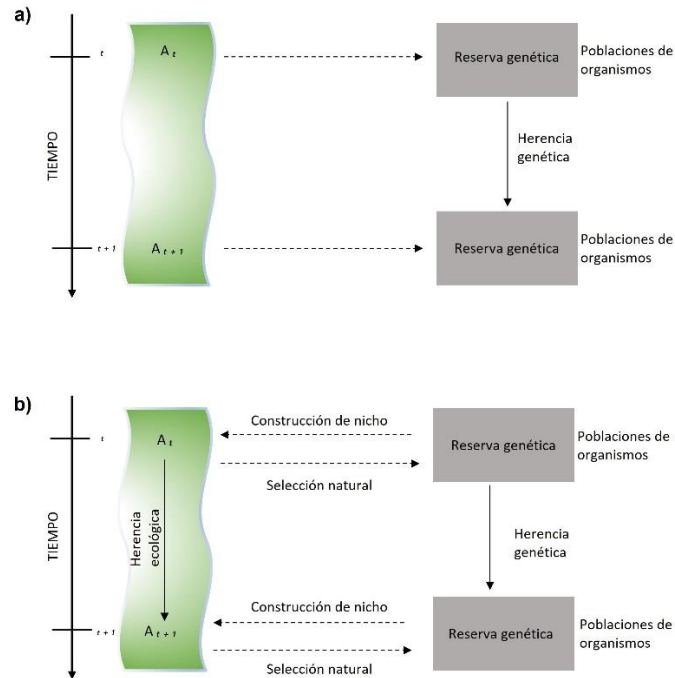 a)
t
A t
Reserva genética
Poblaciones de
organismos
TIEMPO
Herencia
genética
t + 1
A t + 1
Reserva genética
Poblaciones de
organismos
b)
t
A t
Construcción de nicho
Selección natural
Reserva genética
Poblaciones de
organismos
TIEMPO
Herencia
ecológica
Herencia
genética
t + 1
A t + 1
Construcción de nicho
Selección natural
Reserva genética
Poblaciones de
organismos